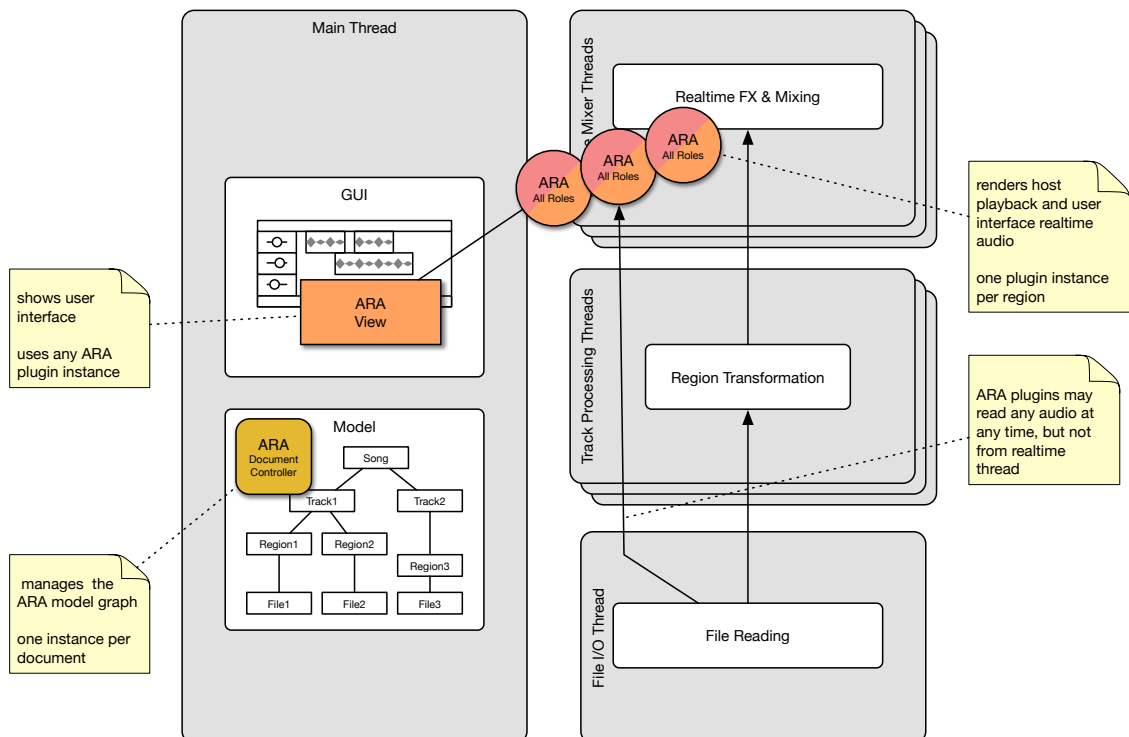 Main Thread
GUI
ARA
View
Model
ARA
Document
Controller
Song
Track1
Track2
Region1
Region2
Region3
File1
File2
File3
shows user
interface
uses any ARA
plugin instance
manages the
ARA model graph
one instance per
document
Mixer Threads
Realtime FX & Mixing
ARA
All Roles
ARA
All Roles
ARA
All Roles
Track Processing Threads
Region Transformation
File I/O Thread
File Reading
renders host
playback and user
interface realtime
audio
one plugin instance
per region
ARA plugins may
read any audio at
any time, but not
from realtime
thread